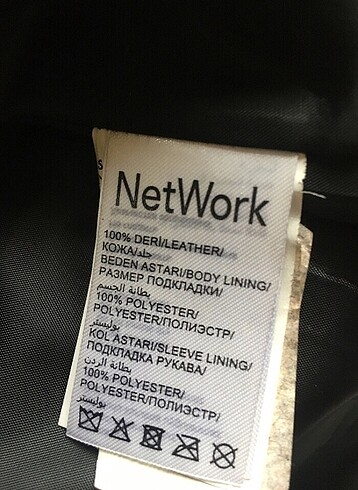 S
NetWork
100% DERİ/LEATHER/
КОЖА/جلد/
BEDEN ASTARI/BODY LINING/
РАЗМЕР ПОДКЛАДКИ/
بطانة الجسم
100% POLYESTER/
POLYESTER/ПОЛИЭСТР/
بوليستر
KOL ASTARI/SLEEVE LINING/
ПОДКЛАДКА РУКАВА/
بطانة الردن
100% POLYESTER/
POLYESTER/ПОЛИЭСТР/
بوليستر